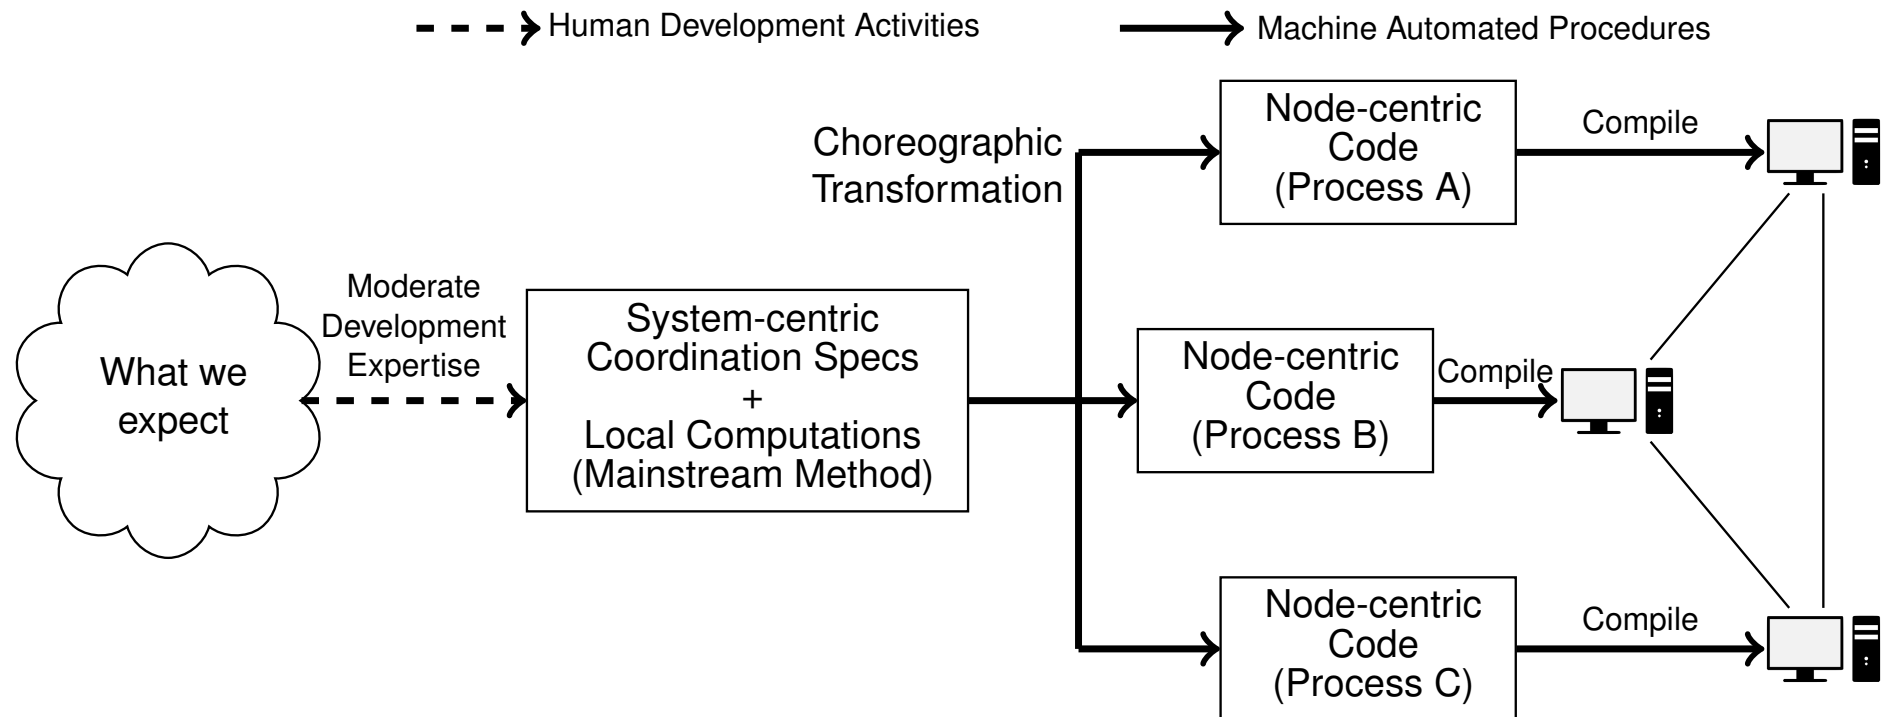 Human Development Activities
Machine Automated Procedures
Choreographic
Transformation
Node-centric
Code
(Process A)
Compile
What we
expect
Moderate
Development
Expertise
System-centric
Coordination Specs
+
Local Computations
(Mainstream Method)
Node-centric
Code
(Process B)
Compile
Node-centric
Code
(Process C)
Compile